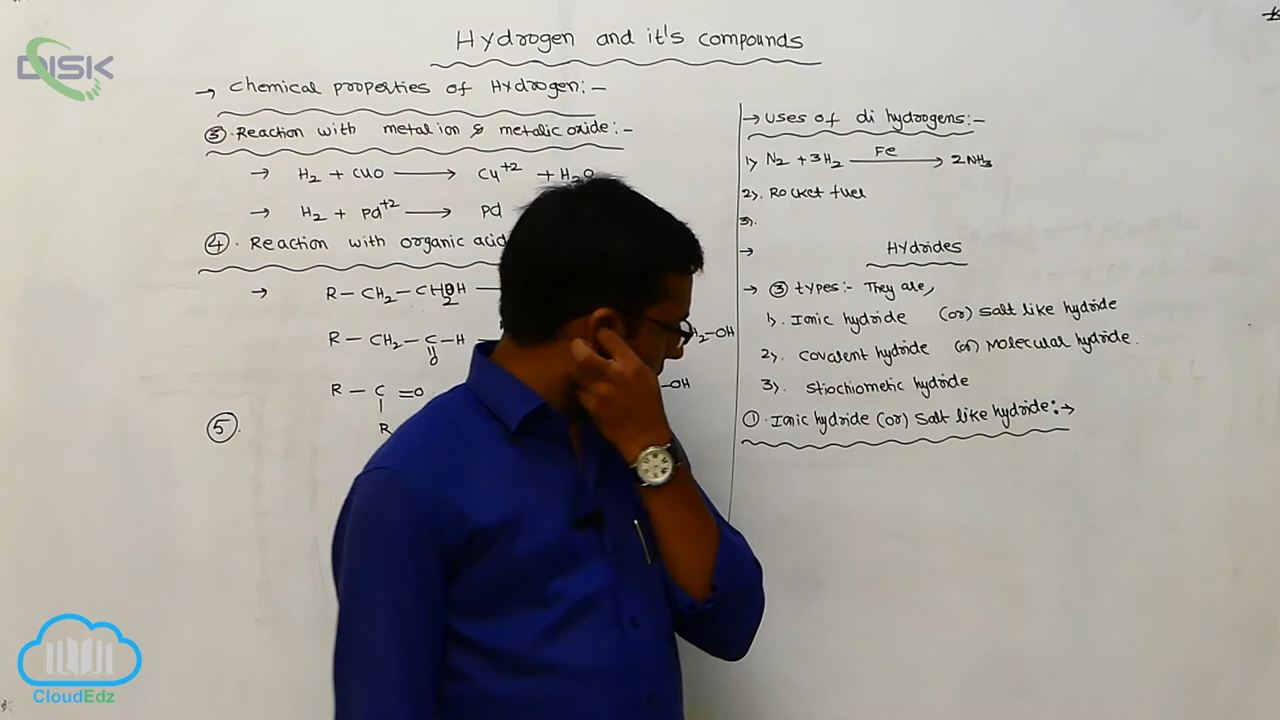 DISK
Hydrogen and it's compounds
→ Chemical properties of Hydrogen:-
③. Reaction with metal ion & metalic oxide:-
→ H2 + CuO ⟶ Cu+2 + H2O
→ H2 + Pd+2 ⟶ Pd
④. Reaction with organic acid
→ R-CH2-
R-CH2-C-H
O
H2-OH
R-C=O
-OH
R
⑤.
→ Uses of di hydrogens:-
1) N2 + 3H2 Fe ⟶ 2NH3
2). Rocket fuel
3).
→ Hydrides
→ ③ types:- They are,
1). Ionic hydride (or) Salt like hydride
2). Covalent hydride (or) Molecular hydride.
3). Stiochiometic hydride
①. Ionic hydride (or) Salt like hydride:→
CloudEdz